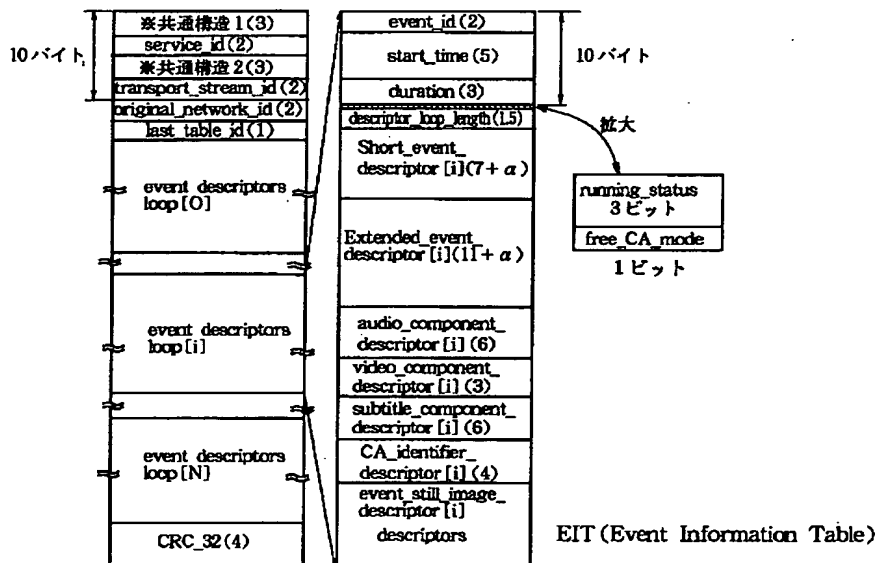 10バイト
※共通構造1(3)
service_id(2)
※共通構造2(3)
transport_stream_id(2)
original_network_id(2)
last_table_id(1)
event descriptors
loop[0]
event descriptors
loop[i]
event descriptors
loop[N]
CRC_32(4)
event_id(2)
start_time(5)
duration(3)
descriptor_loop_length(1.5)
Short_event_
descriptor[i](7+α)
Extended_event_
descriptor[i](11+α)
audio_component_
descriptor[i](6)
video_component_
descriptor[i](3)
subtitle_component_
descriptor[i](6)
CA_identifier_
descriptor[i](4)
event_still_image_
descriptor[i]
descriptors
10バイト
拡大
running_status
3ビット
free_CA_mode
1ビット
EIT(Event Information Table)